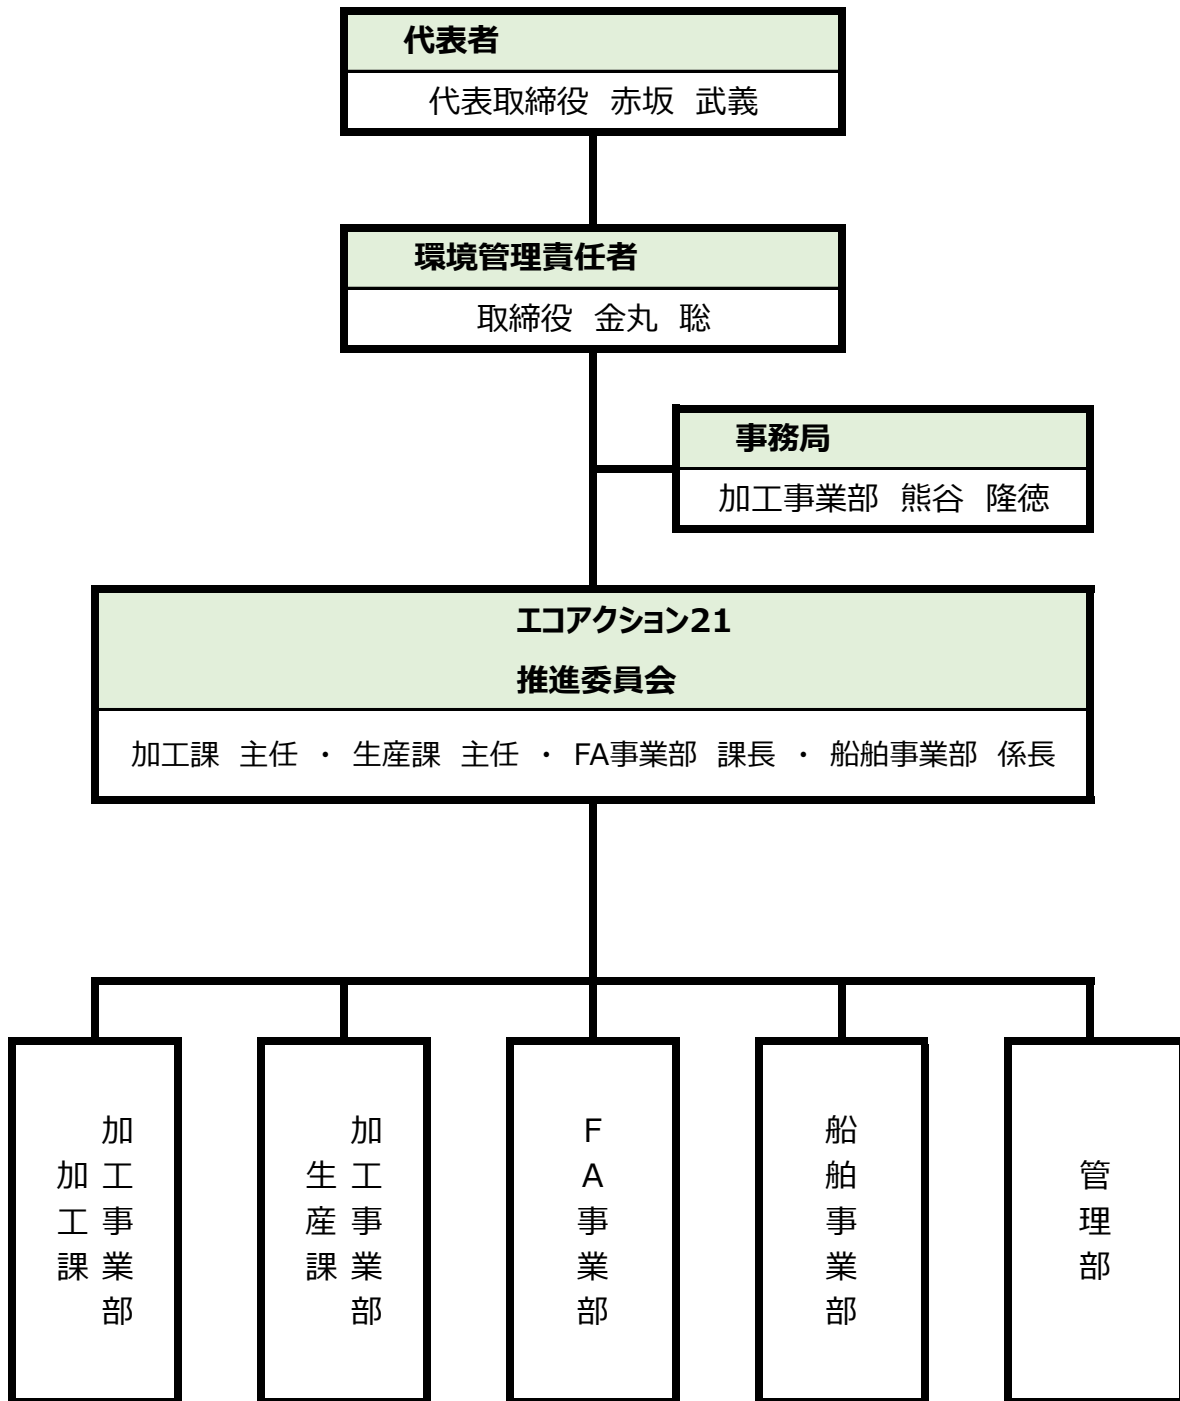 代表者
代表取締役 赤坂 武義
環境管理責任者
取締役 金丸 聡
事務局
加工事業部 熊谷 隆徳
エコアクション21
推進委員会
加工課 主任 ・ 生産課 主任 ・ FA事業部 課長 ・ 船舶事業部 係長
加工事業部
加工課
加工事業部
生産課
FA事業部
船舶事業部
管理部